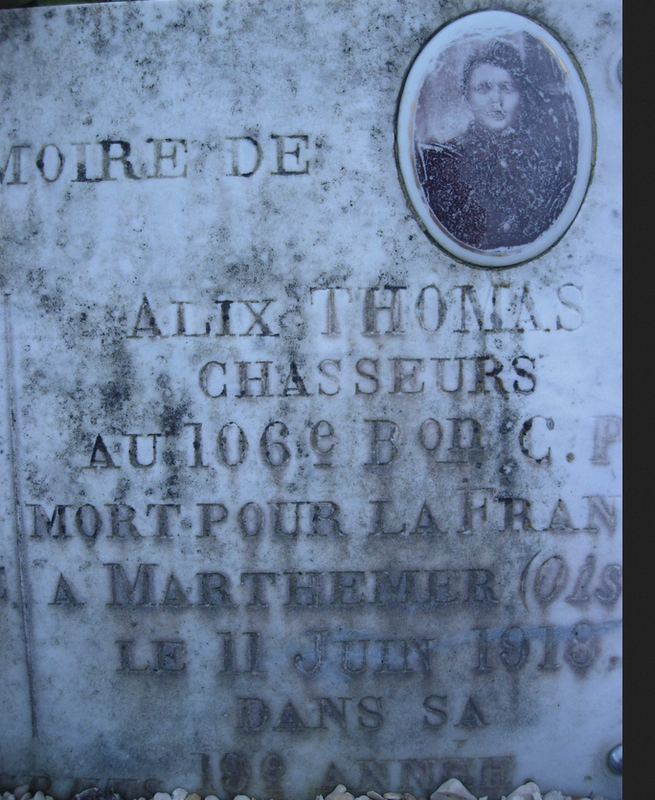 MOIRE DE
ALIX THOMAS
CHASSEURS
AU 106e Bon C. P
MORT POUR LA FRAN
A MARTHEMER (OIS
LE 11 JUIN 1918,
DANS SA
19e ANNÉE